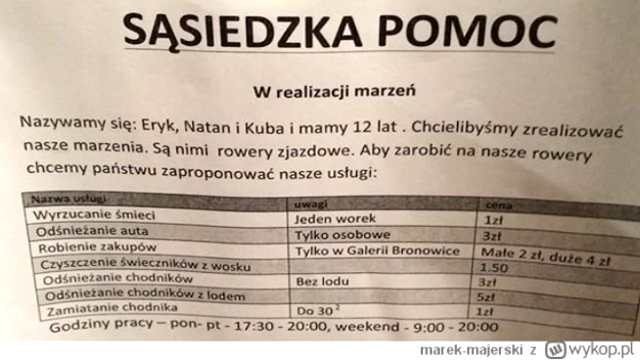 SĄSIEDZKA POMOC
W realizacji marzeń
Nazywamy się: Eryk, Natan i Kuba i mamy 12 lat . Chcielibyśmy zrealizować
nasze marzenia. Są nimi rowery zjazdowe. Aby zarobić na nasze rowery
chcemy państwu zaproponować nasze usługi:
Nazwa usługi uwagi cena
Wyrzucanie śmieci Jeden worek 1zł
Odśnieżanie auta Tylko osobowe 3zł
Robienie zakupów Tylko w Galerii Bronowice Małe 2 zł, duże 4 zł
Czyszczenie świeczników z wosku 1.50
Odśnieżanie chodników Bez lodu 3zł
Odśnieżanie chodników z lodem 5zł
Zamiatanie chodnika Do 30² 1zł
Godziny pracy – pon- pt - 17:30 - 20:00, weekend - 9:00 - 20:00
marek-majerski z wykop.pl